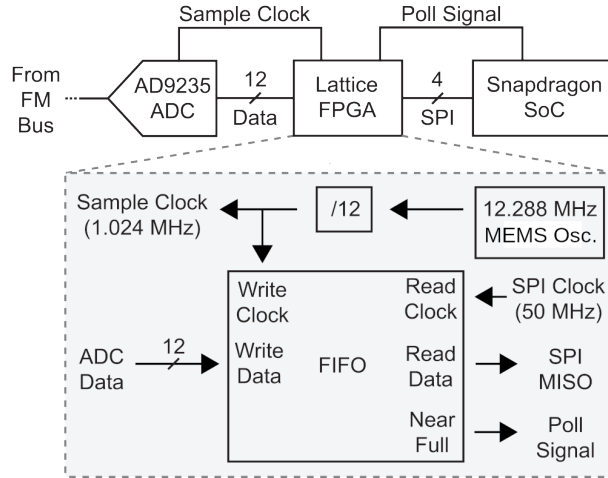 Sample Clock
Poll Signal
From
FM
Bus
AD9235
ADC
12
Data
Lattice
FPGA
4
SPI
Snapdragon
SoC
Sample Clock
(1.024 MHz)
/12
12.288 MHz
MEMS Osc.
Write
Clock
Read
Clock
SPI Clock
(50 MHz)
ADC
Data
12
Write
Data
FIFO
Read
Data
SPI
MISO
Near
Full
Poll
Signal